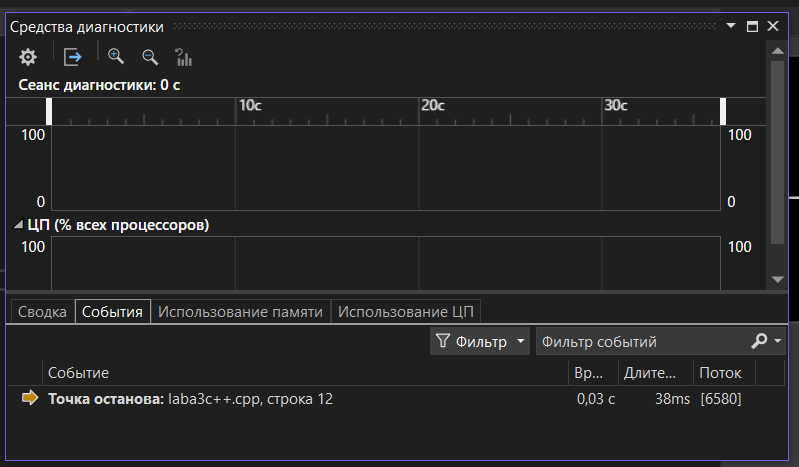 Средства диагностики
Сеанс диагностики: 0 с
10с 20с 30с
100 100
0 0
ЦП (% всех процессоров)
100 100
Сводка События Использование памяти Использование ЦП
Фильтр Фильтр событий
Событие Вр... Длите... Поток
Точка останова: laba3c++.cpp, строка 12 0,03 с 38ms [6580]